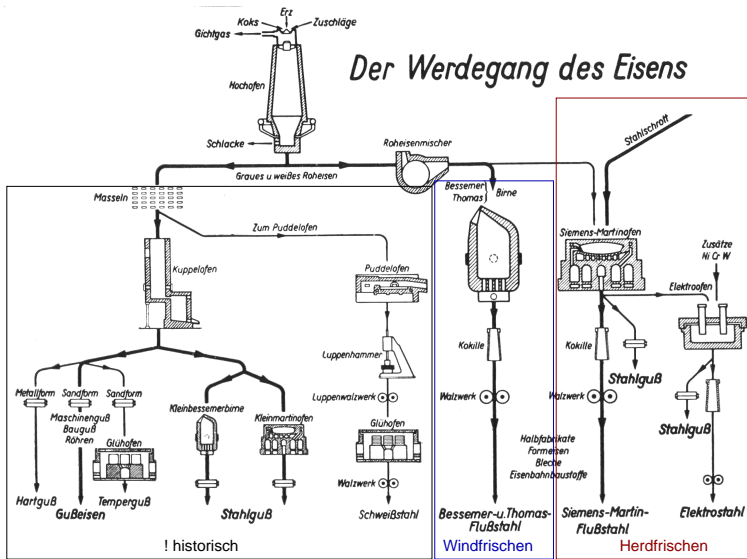 Der Werdegang des Eisens
Erz
Koks
Zuschläge
Gichtgas
Hochofen
Schlacke
Graues u weißes Roheisen
Roheisenmischer
Stahlschrott
Masseln
Zum Puddelofen
Kuppelofen
Puddelofen
Luppenhammer
Luppenwalzwerk
Glühofen
Walzwerk
Schweißstahl
Metallform
Sandform
Sandform
Maschinenguß
Bauguß
Röhren
Glühofen
Hartguß
Temperguß
Gußeisen
Kleinbessemerbirne
Kleinmartinofen
Stahlguß
! historisch
Bessemer
Thomas
Birne
Kokille
Walzwerk
Bessemer-u.Thomas-
Flußstahl
Windfrischen
Siemens-Martinofen
Zusätze
Ni Cr W
Elektroofen
Kokille
Stahlguß
Walzwerk
Stahlguß
Halbfabrikate
Formeisen
Bleche
Eisenbahnbaustoffe
Siemens-Martin-
Flußstahl
Elektrostahl
Herdfrischen